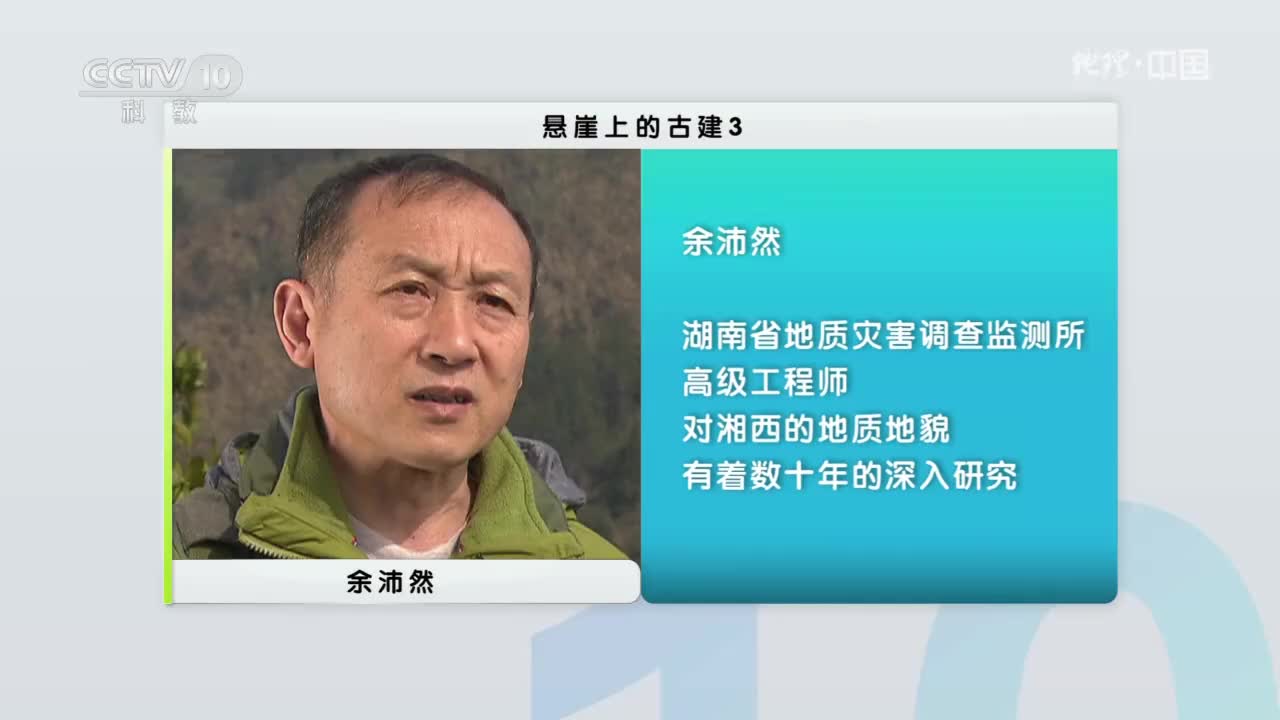 CCTV 10
科教
地理·中国
悬崖上的古建3
余沛然
湖南省地质灾害调查监测所
高级工程师
对湘西的地质地貌
有着数十年的深入研究
余沛然